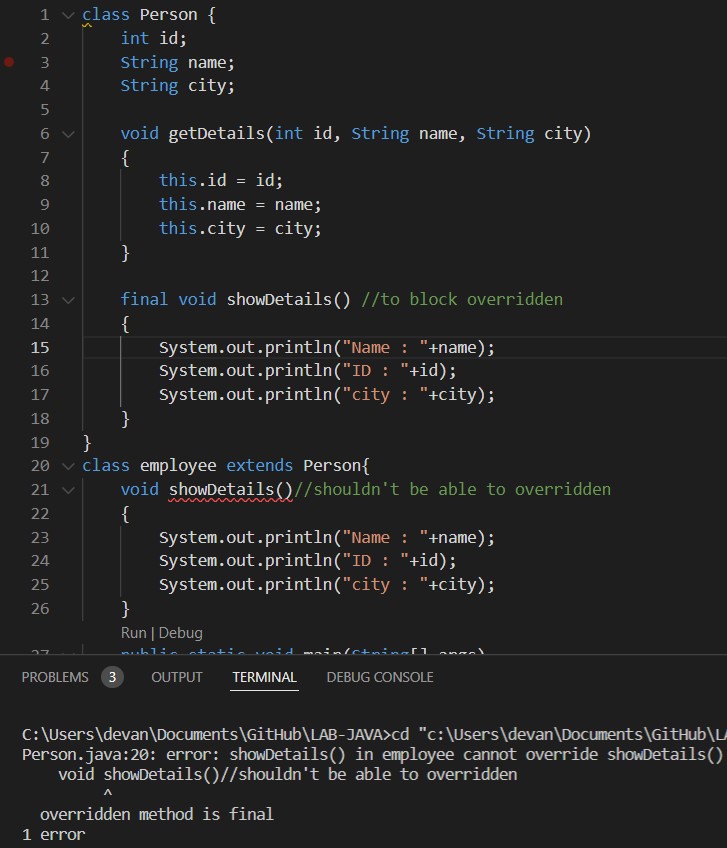 1 class Person {
2 int id;
3 String name;
4 String city;
5
6 void getDetails(int id, String name, String city)
7 {
8 this.id = id;
9 this.name = name;
10 this.city = city;
11 }
12
13 final void showDetails() //to block overridden
14 {
15 System.out.println("Name : "+name);
16 System.out.println("ID : "+id);
17 System.out.println("city : "+city);
18 }
19 }
20 class employee extends Person{
21 void showDetails()//shouldn't be able to overridden
22 {
23 System.out.println("Name : "+name);
24 System.out.println("ID : "+id);
25 System.out.println("city : "+city);
26 }
Run | Debug
27 public static void main(String[] args)
PROBLEMS 3 OUTPUT TERMINAL DEBUG CONSOLE
C:\Users\devan\Documents\GitHub\LAB-JAVA>cd "c:\Users\devan\Documents\GitHub\LA
Person.java:20: error: showDetails() in employee cannot override showDetails()
void showDetails()//shouldn't be able to overridden
^
overridden method is final
1 error